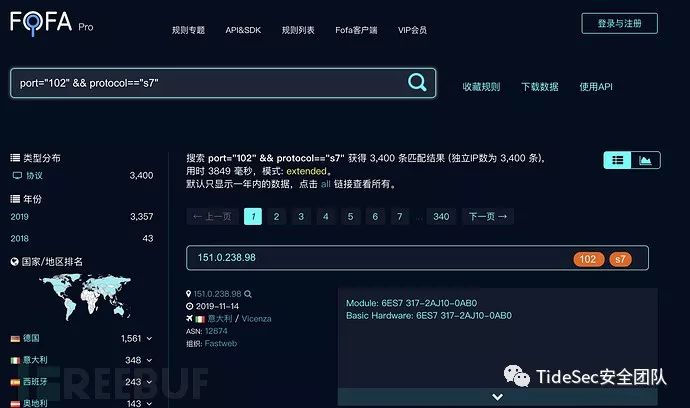 FOFA Pro
规则专题 API&SDK 规则列表 Fofa客户端 VIP会员
登录与注册
port="102" && protocol=="s7"
收藏规则 下载数据 使用API
类型分布
协议 3,400
年份
2019 3,357
2018 43
国家/地区排名
德国 1,561
意大利 348
西班牙 243
奥地利 143
搜索 port="102" && protocol=="s7" 获得 3,400 条匹配结果 (独立IP数为 3,400 条)，
用时 3849 毫秒，模式: extended。
默认只显示一年内的数据，点击 all 链接查看所有。
← 上一页 1 2 3 4 5 6 7 ... 340 下一页 →
151.0.238.98 102 s7
151.0.238.98
2019-11-14
意大利 / Vicenza
ASN: 12874
组织: Fastweb
Module: 6ES7 317-2AJ10-0AB0
Basic Hardware: 6ES7 317-2AJ10-0AB0
FREEBUF
TideSec安全团队